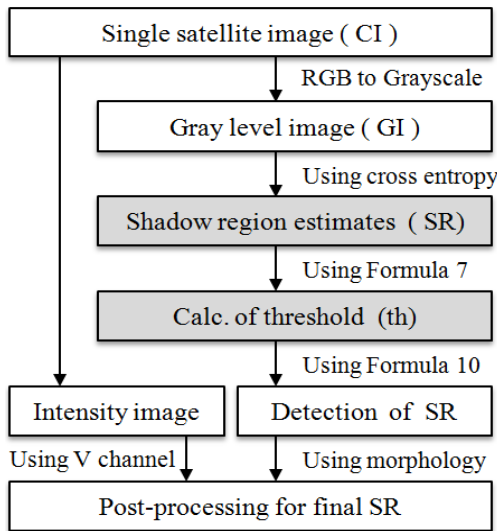 Single satellite image ( CI )
RGB to Grayscale
Gray level image ( GI )
Using cross entropy
Shadow region estimates ( SR)
Using Formula 7
Calc. of threshold (th)
Using Formula 10
Intensity image
Detection of SR
Using V channel
Using morphology
Post-processing for final SR